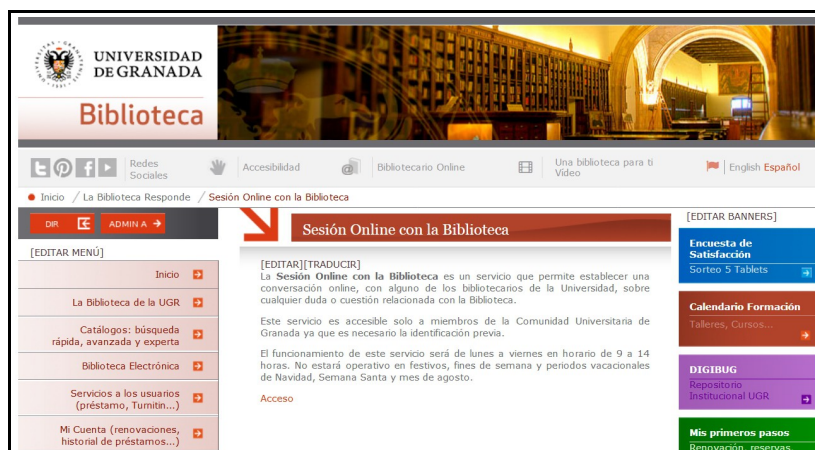 UNIVERSIDAD
DE GRANADA
Biblioteca
Redes
Sociales
Accesibilidad
Bibliotecario Online
Una biblioteca para ti
Vídeo
English Español
Inicio / La Biblioteca Responde / Sesión Online con la Biblioteca
DIR
ADMIN A
[EDITAR MENÚ]
Inicio
La Biblioteca de la UGR
Catálogos: búsqueda
rápida, avanzada y experta
Biblioteca Electrónica
Servicios a los usuarios
(préstamo, Turnitin...)
Mi Cuenta (renovaciones,
historial de préstamos...)
Sesión Online con la Biblioteca
[EDITAR][TRADUCIR]
La Sesión Online con la Biblioteca es un servicio que permite establecer una
conversación online, con alguno de los bibliotecarios de la Universidad, sobre
cualquier duda o cuestión relacionada con la Biblioteca.
Este servicio es accesible solo a miembros de la Comunidad Universitaria de
Granada ya que es necesario la identificación previa.
El funcionamiento de este servicio será de lunes a viernes en horario de 9 a 14
horas. No estará operativo en festivos, fines de semana y periodos vacacionales
de Navidad, Semana Santa y mes de agosto.
Acceso
[EDITAR BANNERS]
Encuesta de
Satisfacción
Sorteo 5 Tablets
Calendario Formación
Talleres, Cursos...
DIGIBUG
Repositorio
Institucional UGR
Mis primeros pasos
Renovación, reservas